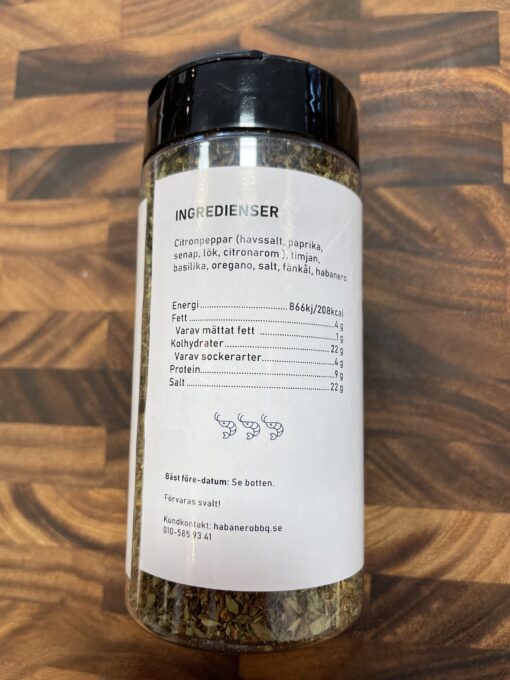 INGREDIENSER
Citronpeppar (havssalt, paprika,
senap, lök, citronarom ), timjan,
basilika, oregano, salt, fänkål, habanero.
Energi........................866kj/208kcal
Fett........................4 g
Varav mättat fett ........................1 g
Kolhydrater........................22 g
Varav sockerarter........................4 g
Protein........................9 g
Salt........................22 g
Bäst före-datum: Se botten.
Förvaras svalt!
Kundkontakt: habanerobbq.se
010-585 93 41